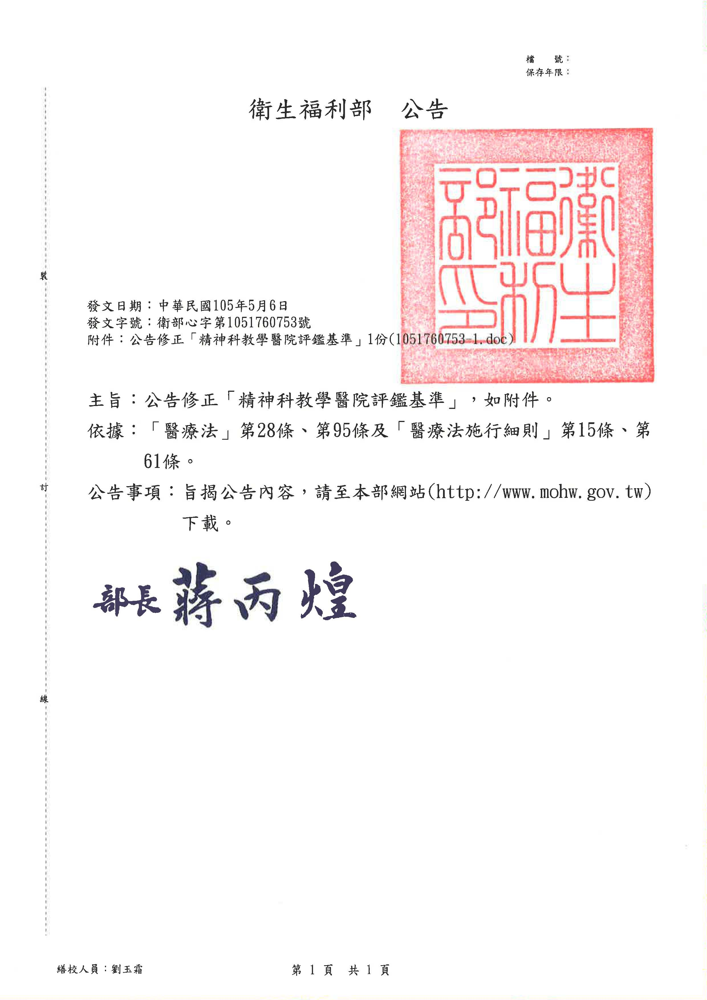 檔　　號：
保存年限：
衛生福利部　公告
衛生福利部印
發文日期：中華民國105年5月6日
發文字號：衛部心字第1051760753號
附件：公告修正「精神科教學醫院評鑑基準」1份(1051760753-1.doc)
主旨：公告修正「精神科教學醫院評鑑基準」，如附件。
依據：「醫療法」第28條、第95條及「醫療法施行細則」第15條、第
61條。
公告事項：旨揭公告內容，請至本部網站(http://www.mohw.gov.tw)
下載。
部長 蔣丙煌
裝
訂
線
繕校人員：劉玉霜
第 1 頁　共 1 頁